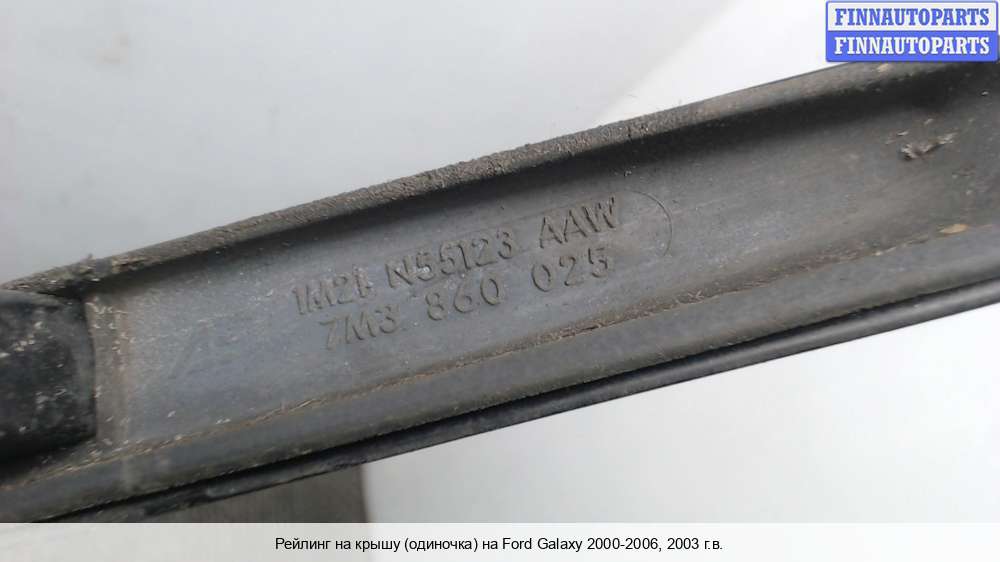 FINNAUTOPARTS
FINNAUTOPARTS
1M21 N55123 AAW
7M3 860 025
Рейлинг на крышу (одиночка) на Ford Galaxy 2000-2006, 2003 г.в.